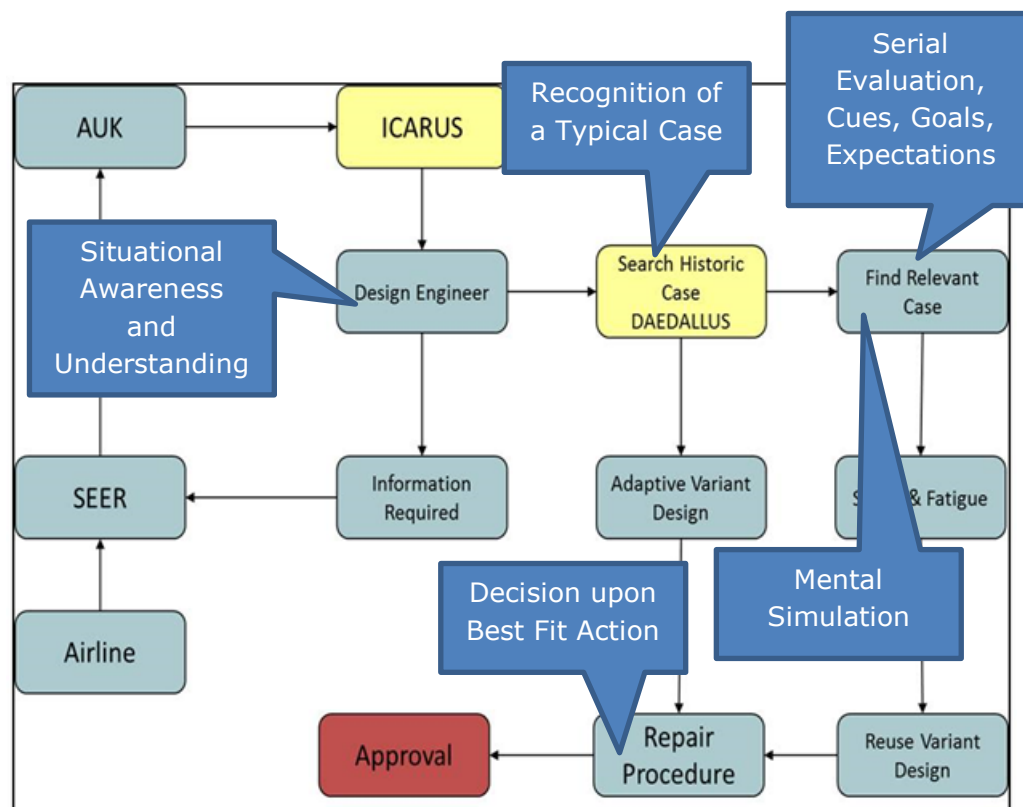 Serial
Evaluation,
Cues, Goals,
Expectations
Recognition of
a Typical Case
AUK
ICARUS
Situational
Awareness
and
Understanding
Design Engineer
Search Historic
Case
DAEDALLUS
Find Relevant
Case
SEER
Information
Required
Adaptive Variant
Design
& Fatigue
Airline
Decision upon
Best Fit Action
Mental
Simulation
Approval
Repair
Procedure
Reuse Variant
Design